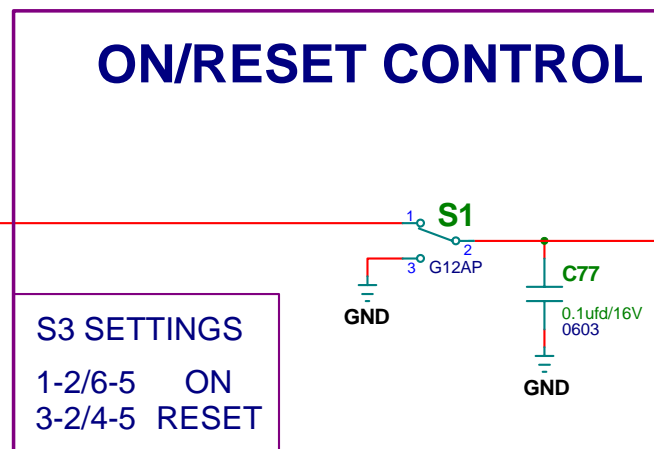 ON/RESET CONTROL
1
S1
2
3
G12AP
GND
C77
0.1ufd/16V
0603
GND
S3 SETTINGS
1-2/6-5 ON
3-2/4-5 RESET